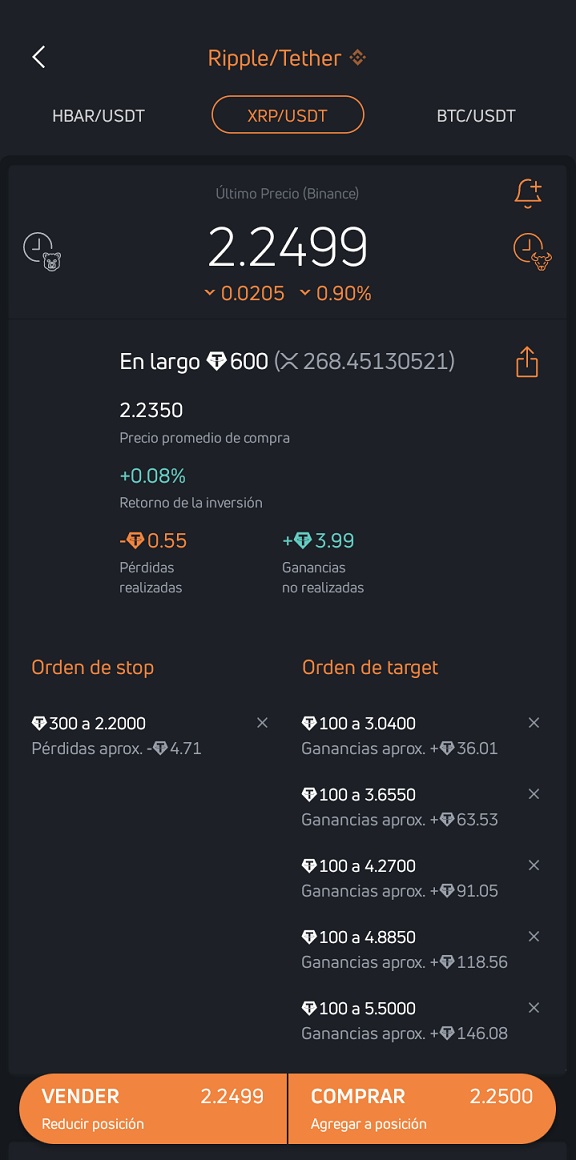 Ripple/Tether
HBAR/USDT XRP/USDT BTC/USDT
Último Precio (Binance)
2.2499
0.0205 0.90%
En largo 600 (268.45130521)
2.2350
Precio promedio de compra
+0.08%
Retorno de la inversión
-0.55
Pérdidas
realizadas
+3.99
Ganancias
no realizadas
Orden de stop
300 a 2.2000
Pérdidas aprox. -4.71
Orden de target
100 a 3.0400
Ganancias aprox. +36.01
100 a 3.6550
Ganancias aprox. +63.53
100 a 4.2700
Ganancias aprox. +91.05
100 a 4.8850
Ganancias aprox. +118.56
100 a 5.5000
Ganancias aprox. +146.08
VENDER 2.2499
Reducir posición
COMPRAR 2.2500
Agregar a posición